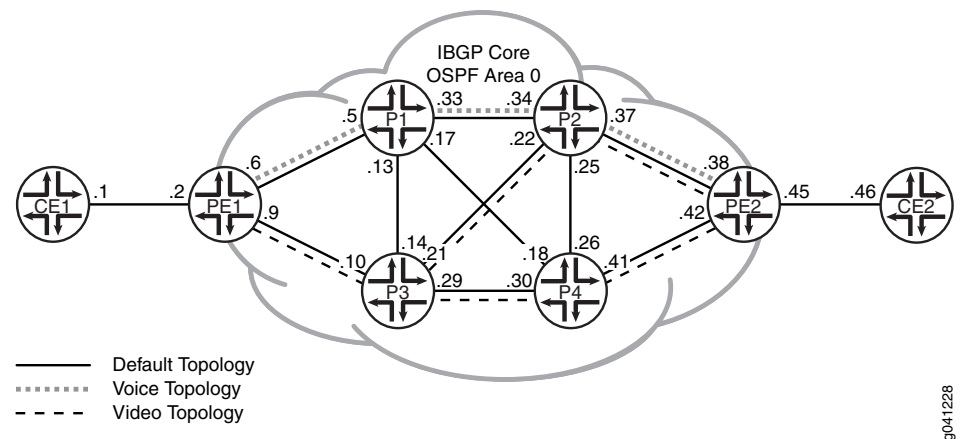 IBGP Core
OSPF Area 0
.33 .34
.5 P1 P2 .37
.17 .22
.6 .13 .25 .38
CE1 .1 .2 PE1 PE2 .45 .46 CE2
.9 .42
.14 .21 .18 .26
.10 .41
P3 .29 .30 P4
Default Topology
Voice Topology
Video Topology
g041228